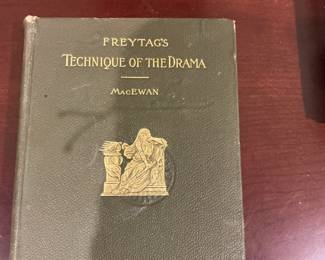 FREYTAG'S
TECHNIQUE OF THE DRAMA
MACEWAN